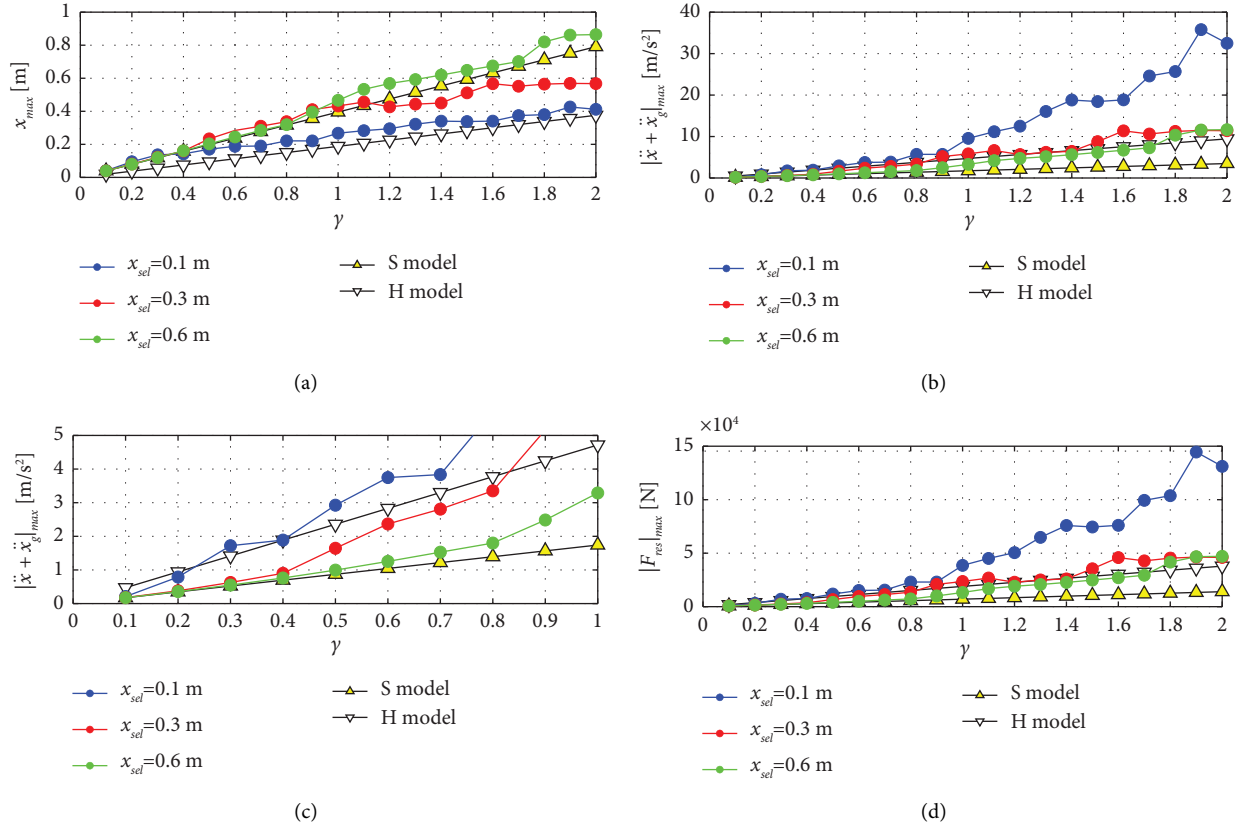 1
0.8
0.6
0.4
0.2
0
x_max [m]
0 0.2 0.4 0.6 0.8 1 1.2 1.4 1.6 1.8 2
γ
x_sel=0.1 m
x_sel=0.3 m
x_sel=0.6 m
S model
H model
(a)
40
30
20
10
0
|ẍ + ẍ_g|_max [m/s²]
0 0.2 0.4 0.6 0.8 1 1.2 1.4 1.6 1.8 2
γ
x_sel=0.1 m
x_sel=0.3 m
x_sel=0.6 m
S model
H model
(b)
5
4
3
2
1
0
|ẍ + ẍ_g|_max [m/s²]
0 0.1 0.2 0.3 0.4 0.5 0.6 0.7 0.8 0.9 1
γ
x_sel=0.1 m
x_sel=0.3 m
x_sel=0.6 m
S model
H model
(c)
×10⁴
15
10
5
0
|F_res|_max [N]
0 0.2 0.4 0.6 0.8 1 1.2 1.4 1.6 1.8 2
γ
x_sel=0.1 m
x_sel=0.3 m
x_sel=0.6 m
S model
H model
(d)